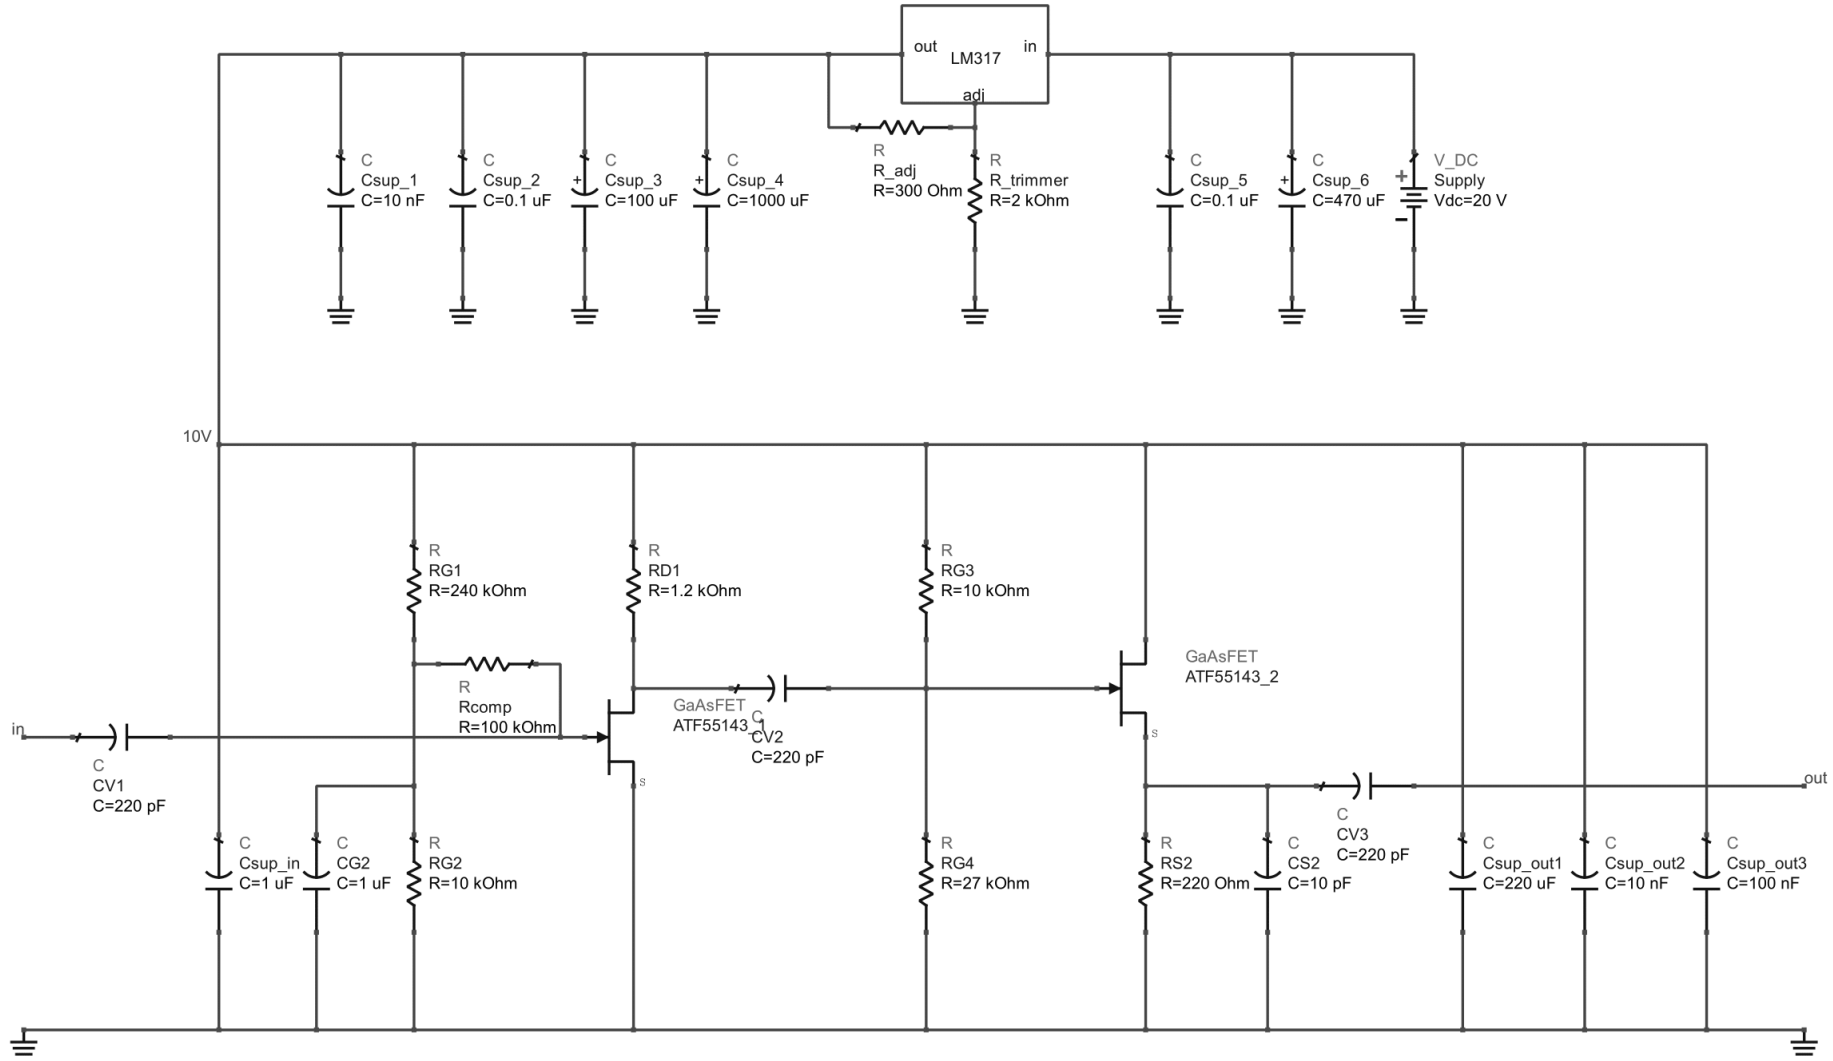 out
in
LM317
adj
C
Csup_1
C=10 nF
C
Csup_2
C=0.1 uF
+
C
Csup_3
C=100 uF
+
C
Csup_4
C=1000 uF
R
R_adj
R=300 Ohm
R
R_trimmer
R=2 kOhm
C
Csup_5
C=0.1 uF
+
C
Csup_6
C=470 uF
+
V_DC
Supply
Vdc=20 V
10V
R
RG1
R=240 kOhm
R
RD1
R=1.2 kOhm
R
RG3
R=10 kOhm
R
Rcomp
R=100 kOhm
GaAsFET
ATF55143_1
C
CV2
C=220 pF
GaAsFET
ATF55143_2
in
s
s
C
CV1
C=220 pF
out
C
CV3
C=220 pF
C
Csup_in
C=1 uF
C
CG2
C=1 uF
R
RG2
R=10 kOhm
R
RG4
R=27 kOhm
R
RS2
R=220 Ohm
C
CS2
C=10 pF
C
Csup_out1
C=220 uF
C
Csup_out2
C=10 nF
C
Csup_out3
C=100 nF